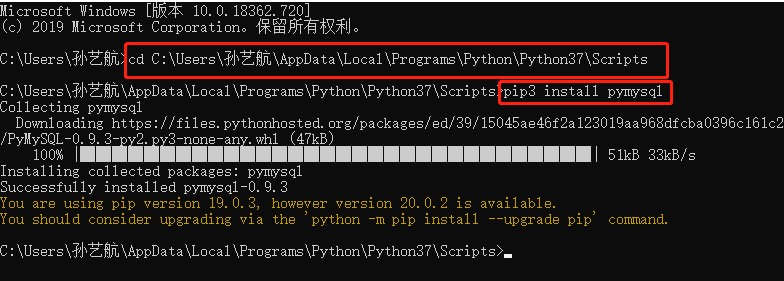 Microsoft Windows [版本 10.0.18362.720]
(c) 2019 Microsoft Corporation。保留所有权利。
C:\Users\孙艺航>cd C:\Users\孙艺航\AppData\Local\Programs\Python\Python37\Scripts
C:\Users\孙艺航\AppData\Local\Programs\Python\Python37\Scripts>pip3 install pymysql
Collecting pymysql
Downloading https://files.pythonhosted.org/packages/ed/39/15045ae46f2a123019aa968dfcba0396c161c2
/PyMySQL-0.9.3-py2.py3-none-any.whl (47kB)
100% |████████████████████████████████| 51kB 33kB/s
Installing collected packages: pymysql
Successfully installed pymysql-0.9.3
You are using pip version 19.0.3, however version 20.0.2 is available.
You should consider upgrading via the 'python -m pip install --upgrade pip' command.
C:\Users\孙艺航\AppData\Local\Programs\Python\Python37\Scripts>